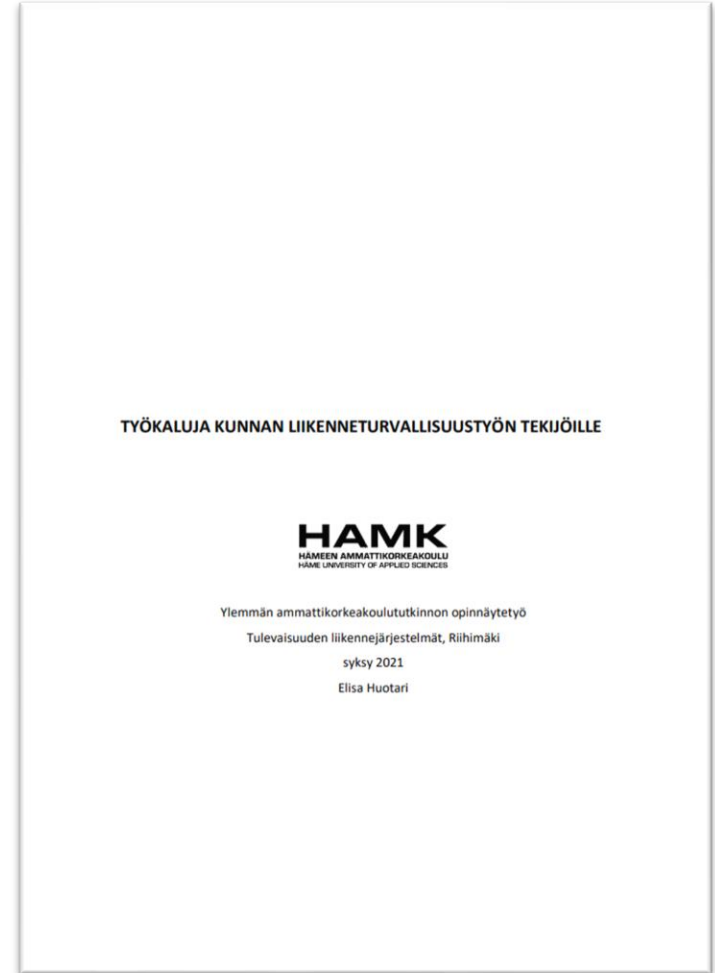 TYÖKALUJA KUNNAN LIIKENNETURVALLISUUSTYÖN TEKIJÖILLE
HAMK
HÄMEEN AMMATTIKORKEAKOULU
HÄME UNIVERSITY OF APPLIED SCIENCES
Ylemmän ammattikorkeakoulututkinnon opinnäytetyö
Tulevaisuuden liikennejärjestelmät, Riihimäki
syksy 2021
Elisa Huotari